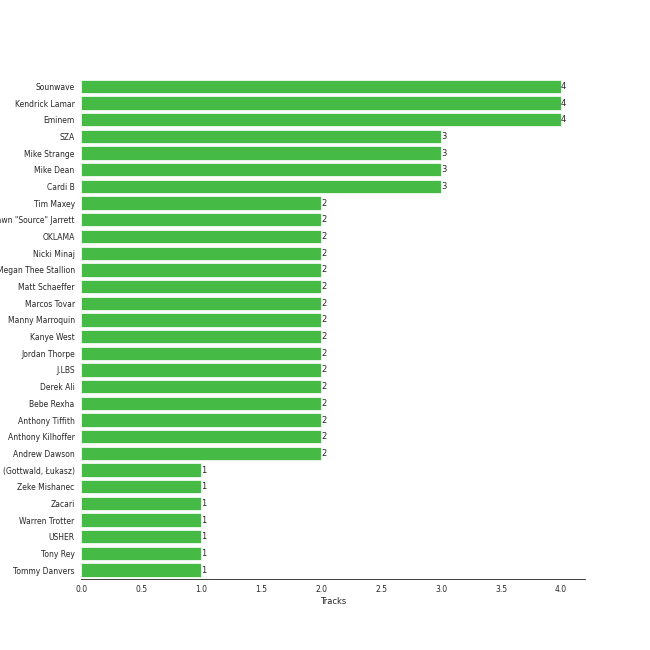 Sounwave 4
Kendrick Lamar 4
Eminem 4
SZA 3
Mike Strange 3
Mike Dean 3
Cardi B 3
Tim Maxey 2
"Source" Jarrett 2
OKLAMA 2
Nicki Minaj 2
Megan Thee Stallion 2
Matt Schaeffer 2
Marcos Tovar 2
Manny Marroquin 2
Kanye West 2
Jordan Thorpe 2
J.LBS 2
Derek Ali 2
Bebe Rexha 2
Anthony Tiffith 2
Anthony Kilhoffer 2
Andrew Dawson 2
(Gottwald, Łukasz) 1
Zeke Mishanec 1
Zacari 1
Warren Trotter 1
USHER 1
Tony Rey 1
Tommy Danvers 1
0.0 0.5 1.0 1.5 2.0 2.5 3.0 3.5 4.0
Tracks